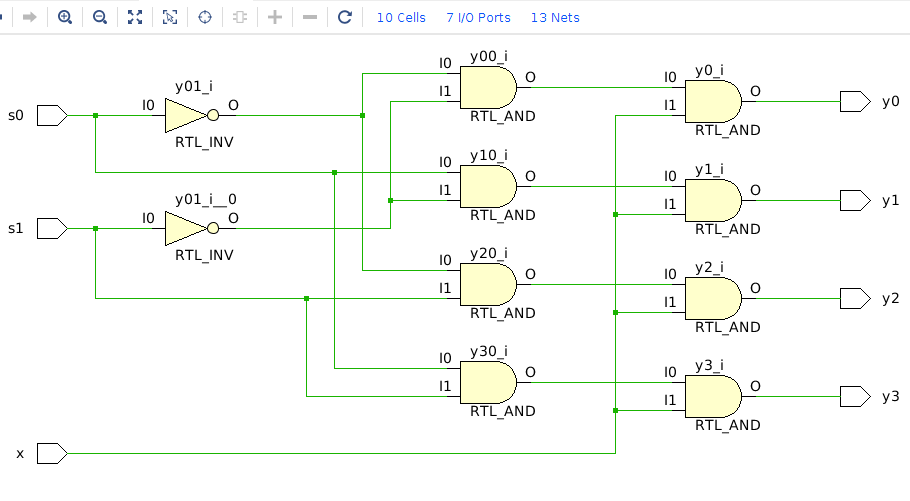 10 Cells 7 I/O Ports 13 Nets
y00_i
I0 O
I1
RTL_AND
y0_i
I0 O
I1
RTL_AND
y0
s0
y01_i
I0 O
RTL_INV
y10_i
I0 O
I1
RTL_AND
y1_i
I0 O
I1
RTL_AND
y1
s1
y01_i__0
I0 O
RTL_INV
y20_i
I0 O
I1
RTL_AND
y2_i
I0 O
I1
RTL_AND
y2
y30_i
I0 O
I1
RTL_AND
y3_i
I0 O
I1
RTL_AND
y3
x